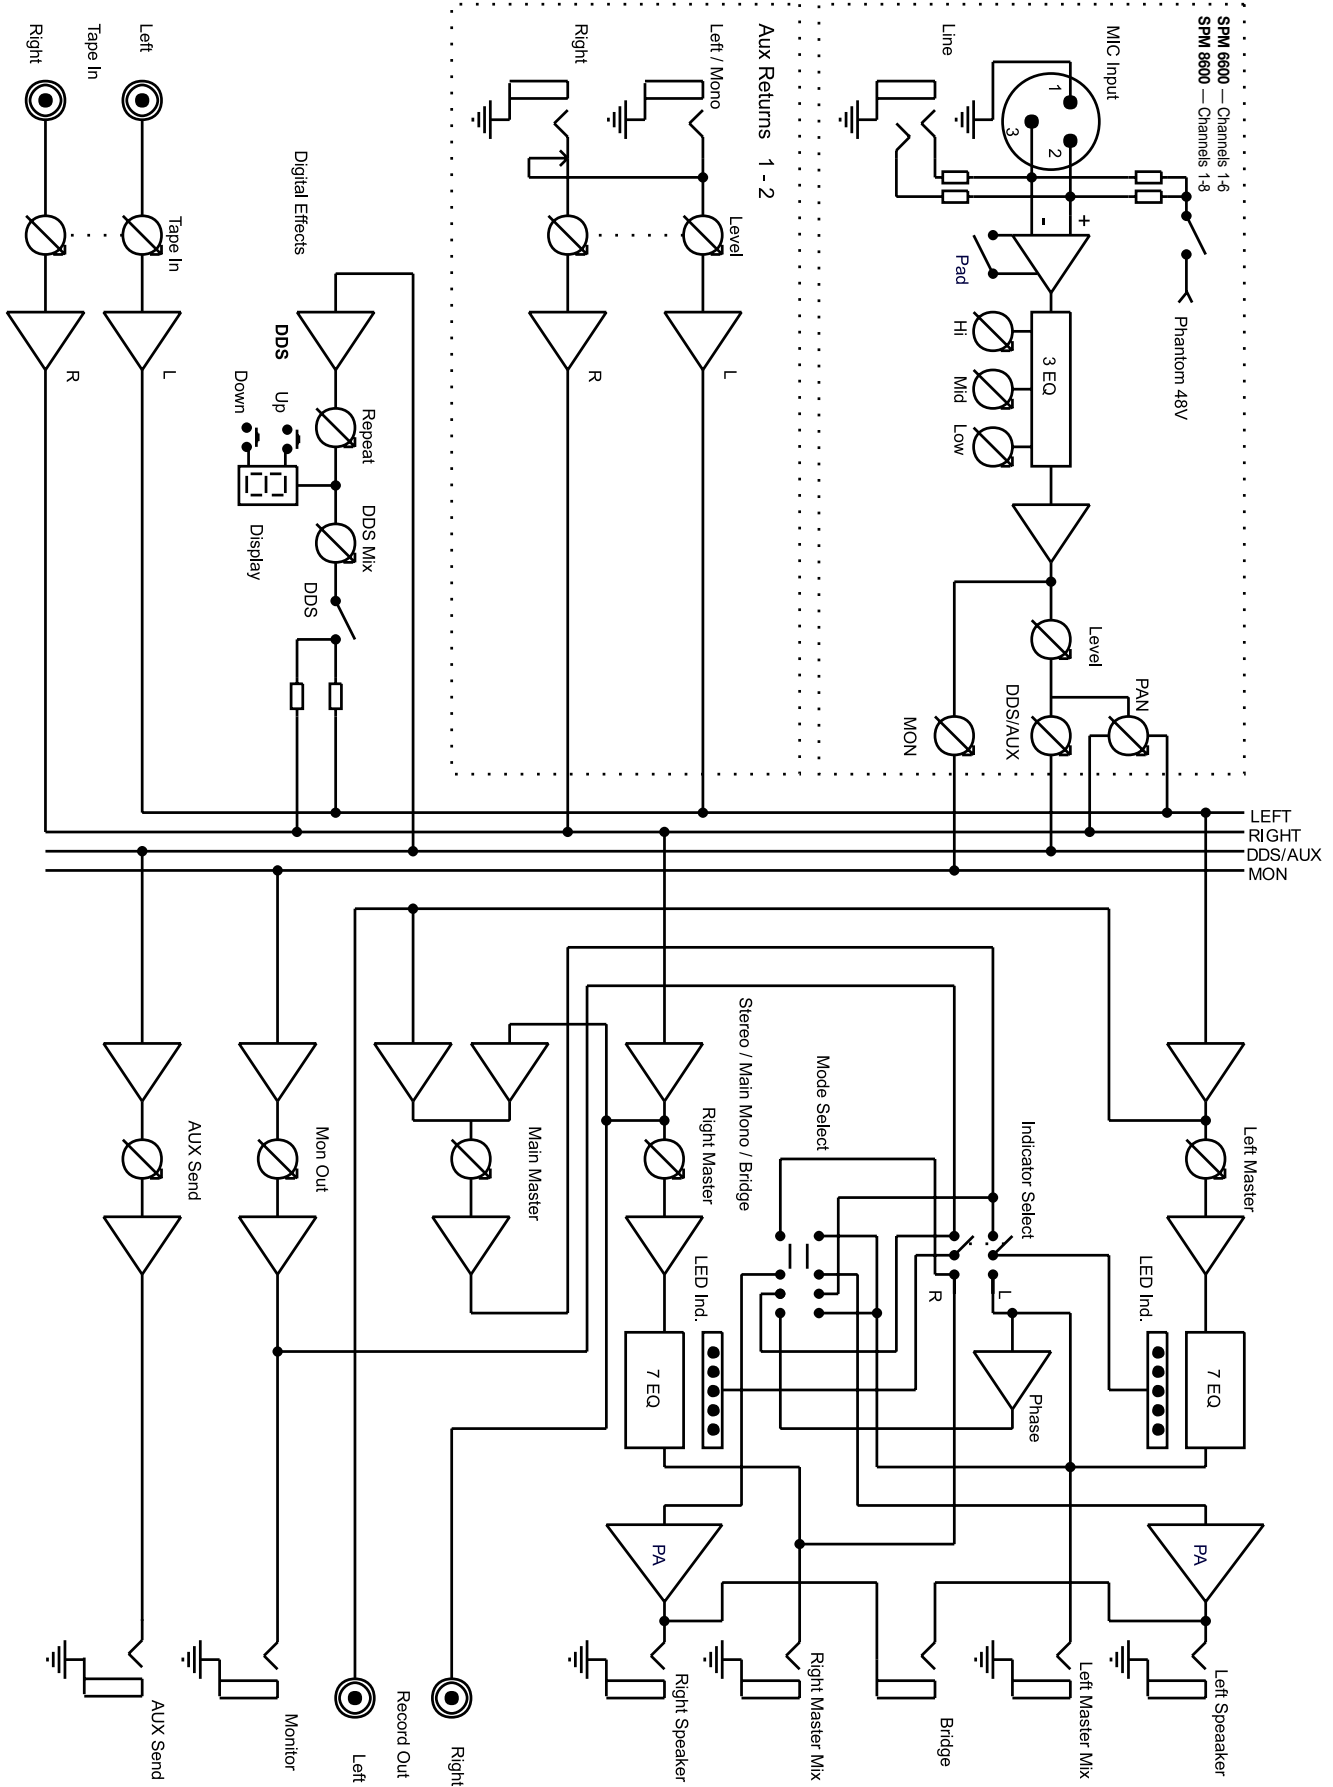 SPM 6600 — Channels 1-6
SPM 8600 — Channels 1-8
MIC Input
1
2
3
Line
+
-
Pad
Phantom 48V
Hi
Mid
Low
3 EQ
Level
PAN
DDS/AUX
MON
Aux Returns 1 - 2
Left / Mono
Right
Level
L
R
Digital Effects
DDS
Up
Down
Repeat
DDS Mix
Display
DDS
Left
Tape In
Right
Tape In
L
R
LEFT
RIGHT
DDS/AUX
MON
Left Master
LED Ind.
7 EQ
PA
Left Speaaker
Left Master Mix
Indicator Select
L
R
Phase
Bridge
Mode Select
Stereo / Main Mono / Bridge
Right Master
LED Ind.
7 EQ
PA
Right Master Mix
Right Speaker
Main Master
Right
Record Out
Left
Mon Out
Monitor
AUX Send
AUX Send